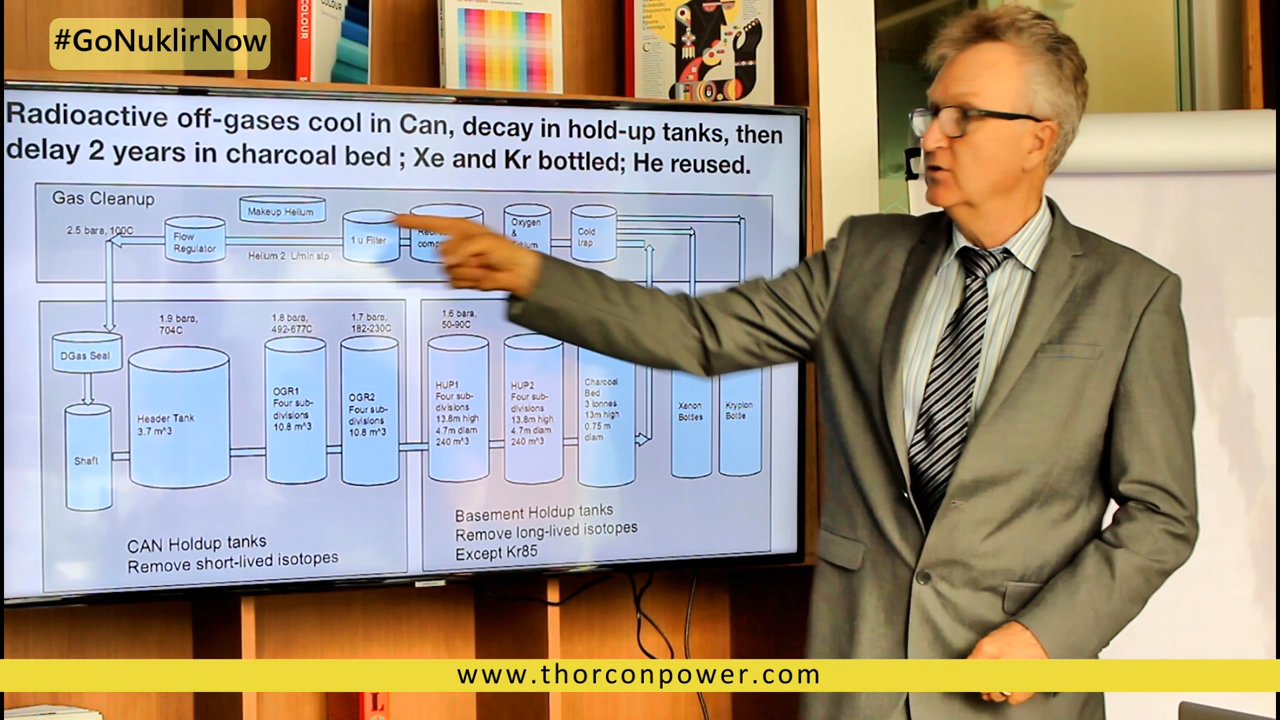 #GoNuklirNow
COLOUR
Radioactive off-gases cool in Can, decay in hold-up tanks, then
delay 2 years in charcoal bed ; Xe and Kr bottled; He reused.
Gas Cleanup
2.5 bara, 100C
Flow
Regulator
Makeup Helium
Helium 2 L/min stp
1 u Filter
Oxygen
&
Cold
trap
DGas Seal
Shaft
1.9 bara,
704C
Header Tank
3.7 m^3
1.8 bara,
492-677C
OGR1
Four sub-
divisions
10.8 m^3
1.7 bara,
182-230C
OGR2
Four sub-
divisions
10.8 m^3
CAN Holdup tanks
Remove short-lived isotopes
1.6 bara,
50-90C
HUP1
Four sub-
divisions
13.8m high
4.7m diam
240 m^3
HUP2
Four sub-
divisions
13.8m high
4.7m diam
240 m^3
Charcoal
Bed
3 tonnes
13m high
0.75 m
diam
Xenon
Bottles
Krypton
Bottle
Basement Holdup tanks
Remove long-lived isotopes
Except Kr85
www.thorconpower.com